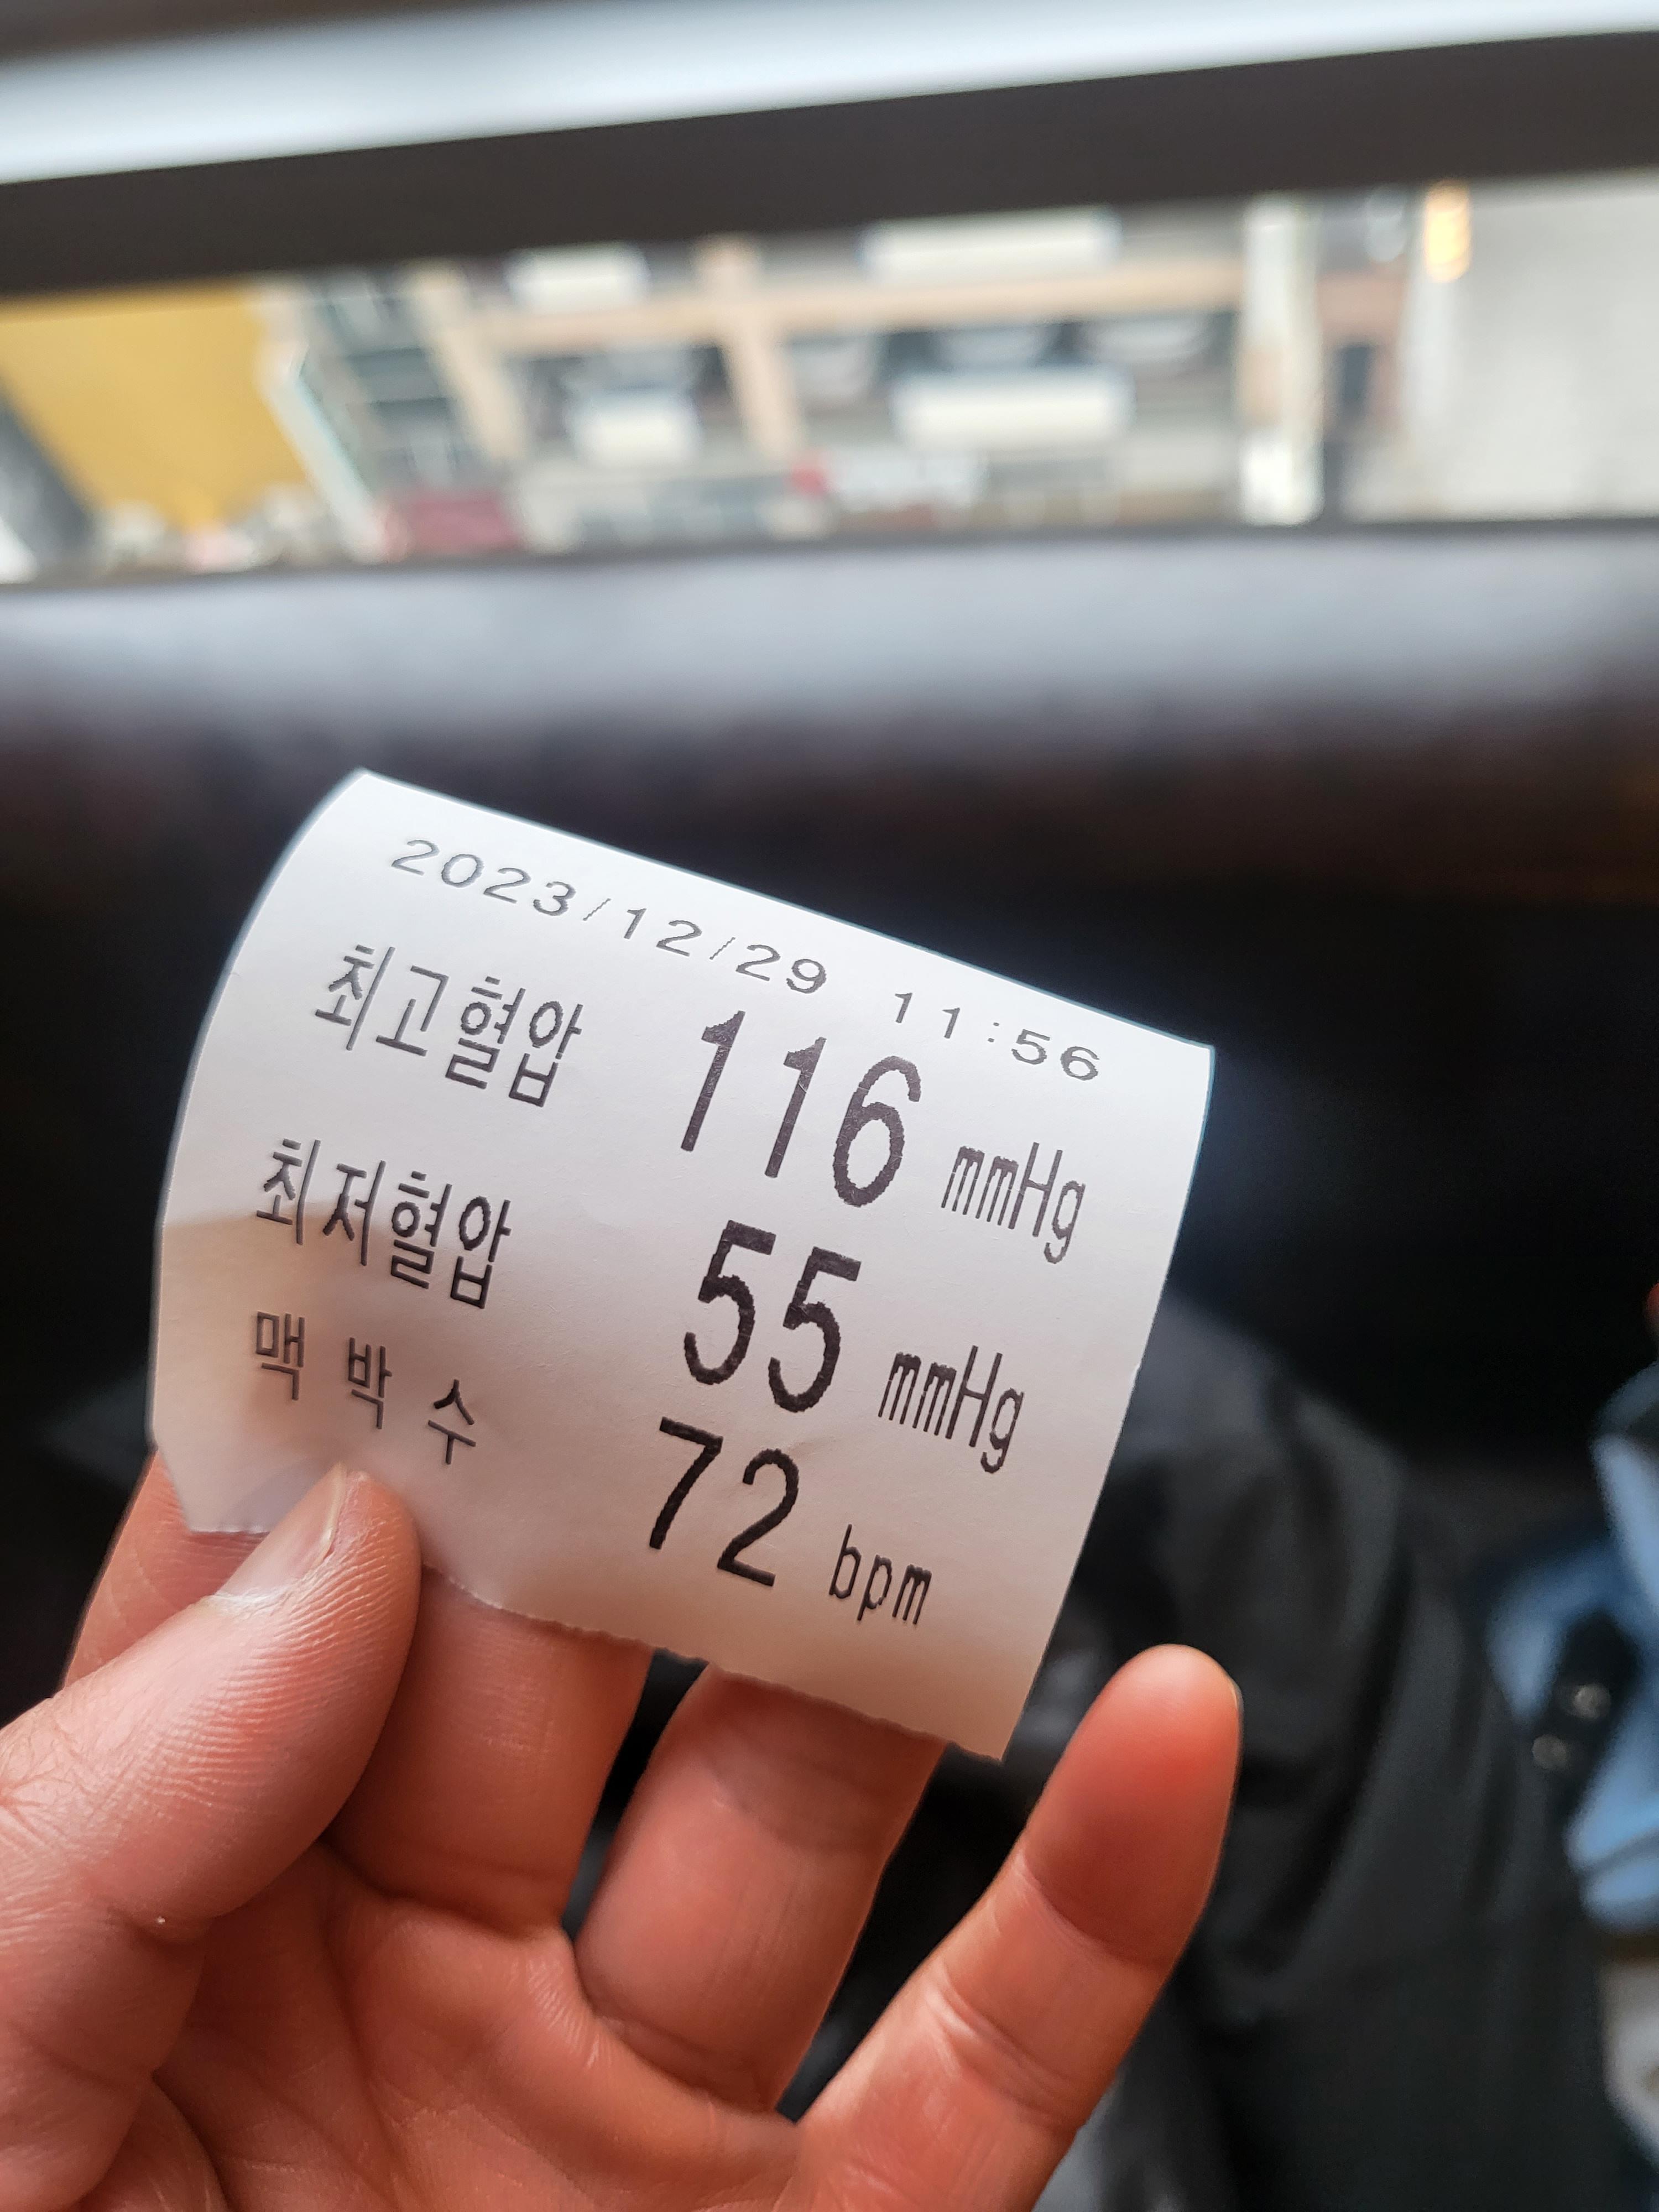 2023/12/29 11:56
최고혈압 116 mmHg
최저혈압 55 mmHg
맥 박 수 72 bpm